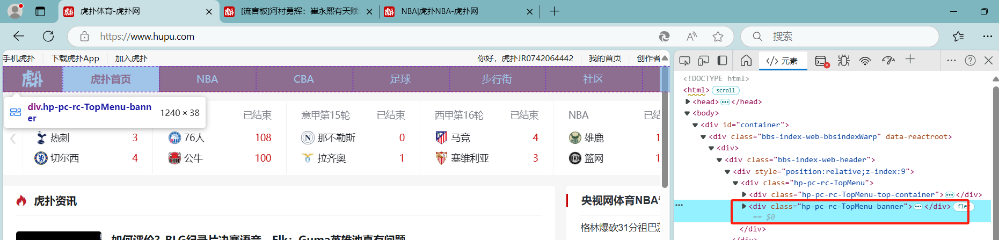 虎扑体育-虎扑网
[流言板]河村勇辉：崔永熙有天赋
NBA|虎扑NBA-虎扑网
https://www.hupu.com
搜索
手机虎扑 下载虎扑App 加入虎扑 你好，虎扑JR0742064442 我的首页 创作者
虎扑 虎扑首页 NBA CBA 足球 步行街 社区
div.hp-pc-rc-TopMenu-bann
er
1240 × 38
已结束 意甲第15轮 已结束 西甲第16轮 已结束 NBA 已结
热刺 3 76人 108 那不勒斯 0 马竞 4 雄鹿 1
切尔西 4 公牛 100 拉齐奥 1 塞维利亚 3 篮网 1
虎扑资讯
央视网体育NBA
格林爆砍31分祖巴
如何评价？BLG纪录片决赛语音，Elk：Guma英雄池真有问题
元素
<!DOCTYPE html>
<html> scroll
<head> ••• </head>
<body>
<div id="container">
<div class="bbs-index-web-bbsindexWarp" data-reactroot>
<div>
<div class="bbs-index-web-header">
<div style="position:relative;z-index:9">
<div class="hp-pc-rc-TopMenu">
<div class="hp-pc-rc-TopMenu-top-container"> ••• </div>
<div class="hp-pc-rc-TopMenu-banner"> ••• </div> flex
== $0
</div>